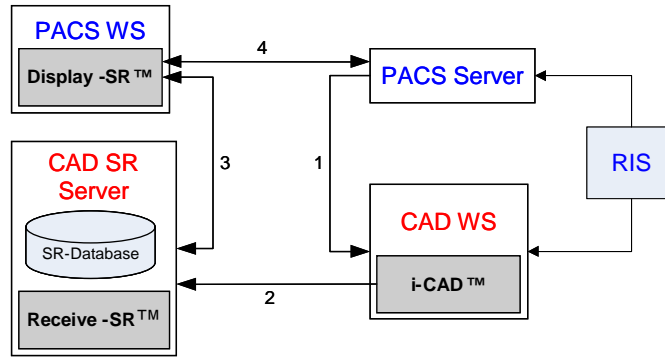 PACS WS
Display -SR™
4
PACS Server
CAD SR
Server
3
1
RIS
SR-Database
CAD WS
i-CAD™
2
Receive -SR™